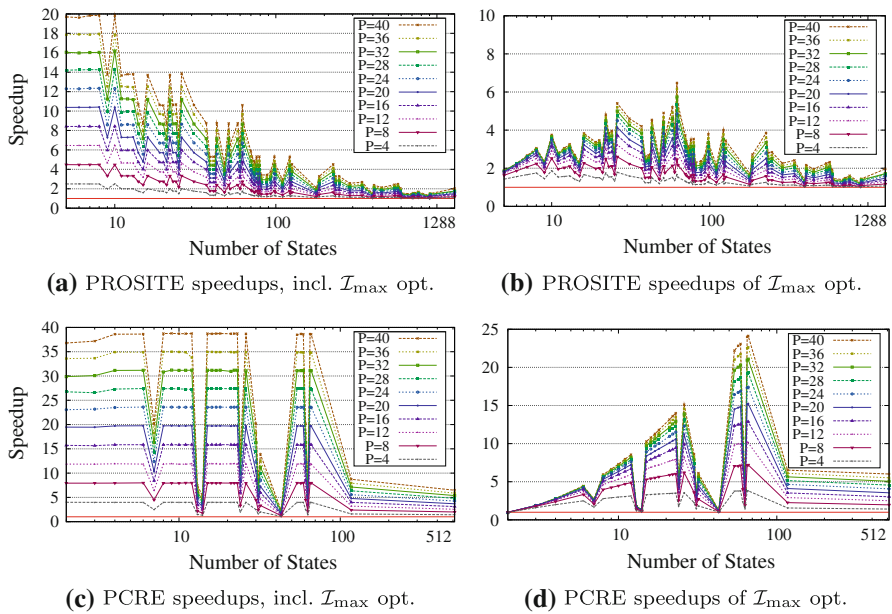 20
18
16
14
12
10
8
6
4
2
0
Speedup
10
100
1288
Number of States
P=40
P=36
P=32
P=28
P=24
P=20
P=16
P=12
P=8
P=4
(a) PROSITE speedups, incl. ℐmax opt.
10
8
6
4
2
0
10
100
1288
Number of States
P=40
P=36
P=32
P=28
P=24
P=20
P=16
P=12
P=8
P=4
(b) PROSITE speedups of ℐmax opt.
40
35
30
25
20
15
10
5
0
Speedup
10
100
512
Number of States
P=40
P=36
P=32
P=28
P=24
P=20
P=16
P=12
P=8
P=4
(c) PCRE speedups, incl. ℐmax opt.
25
20
15
10
5
0
10
100
512
Number of States
P=40
P=36
P=32
P=28
P=24
P=20
P=16
P=12
P=8
P=4
(d) PCRE speedups of ℐmax opt.